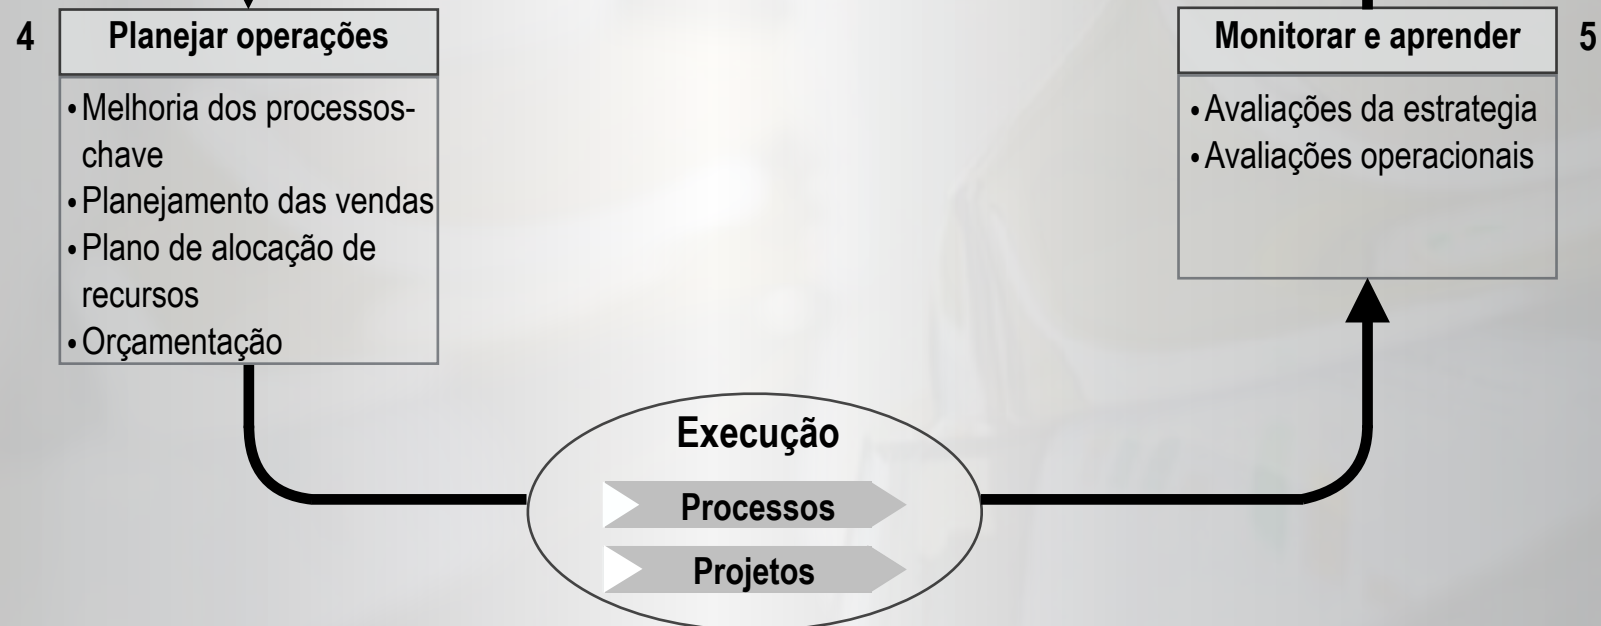 4
Planejar operações
• Melhoria dos processos-
chave
• Planejamento das vendas
• Plano de alocação de
recursos
• Orçamentação
Monitorar e aprender
5
• Avaliações da estrategia
• Avaliações operacionais
Execução
Processos
Projetos